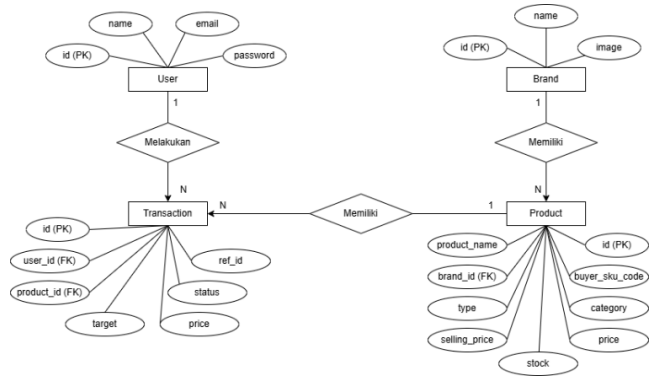 name
email
id (PK)
password
User
1
Melakukan
N
Transaction
id (PK)
user_id (FK)
product_id (FK)
target
price
status
ref_id
N
Memiliki
1
name
id (PK)
image
Brand
1
Memiliki
N
Product
product_name
id (PK)
brand_id (FK)
buyer_sku_code
type
category
selling_price
price
stock